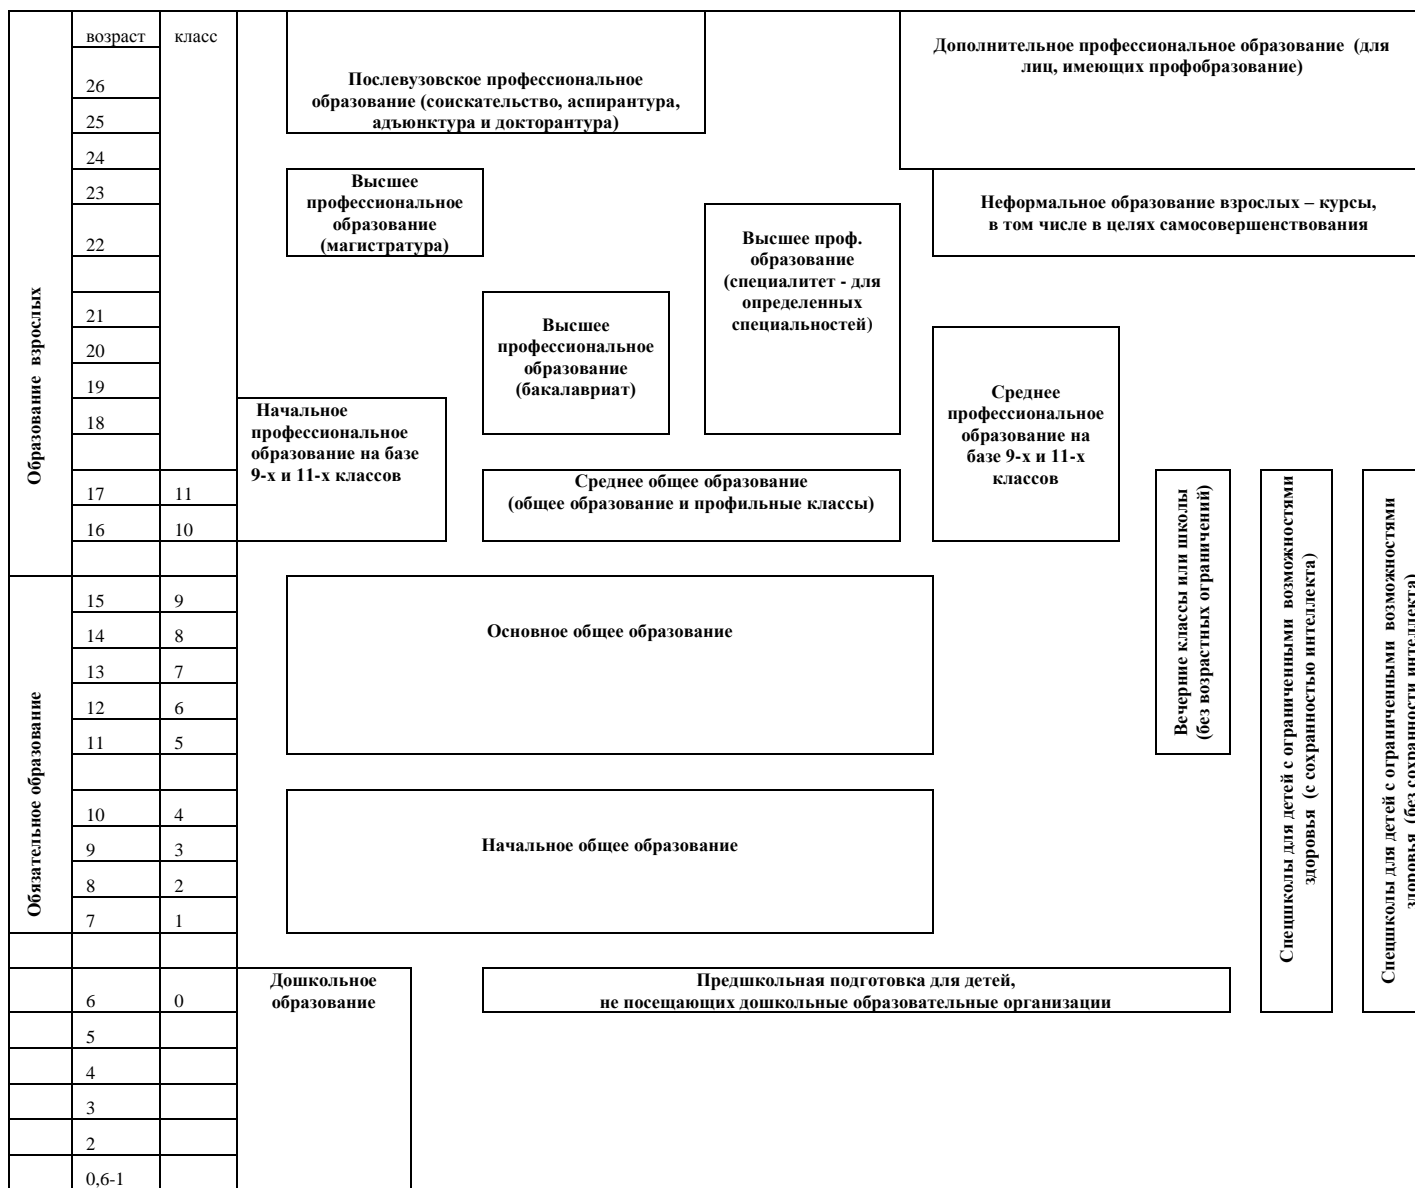 возраст класс
Дополнительное профессиональное образование (для
лиц, имеющих профобразование)
26
Послевузовское профессиональное
образование (соискательство, аспирантура,
адъюнктура и докторантура)
25
24
23
Высшее
профессиональное
образование
(магистратура)
Неформальное образование взрослых – курсы,
в том числе в целях самосовершенствования
22
Высшее проф.
образование
(специалитет - для
определенных
специальностей)
21
Высшее
профессиональное
образование
(бакалавриат)
20
19
18
Среднее
профессиональное
образование на
базе 9-х и 11-х
классов
Начальное
профессиональное
образование на базе
9-х и 11-х классов
Образование взрослых
17 11
Среднее общее образование
(общее образование и профильные классы)
16 10
Вечерние классы или школы
(без возрастных ограничений)
Спецшколы для детей с ограниченными возможностями
здоровья (с сохранностью интеллекта)
Спецшколы для детей с ограниченными возможностями
здоровья (без сохранности интеллекта)
15 9
Основное общее образование
14 8
13 7
12 6
11 5
Обязательное образование
10 4
Начальное общее образование
9 3
8 2
7 1
6 0
Дошкольное
образование
Предшкольная подготовка для детей,
не посещающих дошкольные образовательные организации
5
4
3
2
0,6-1